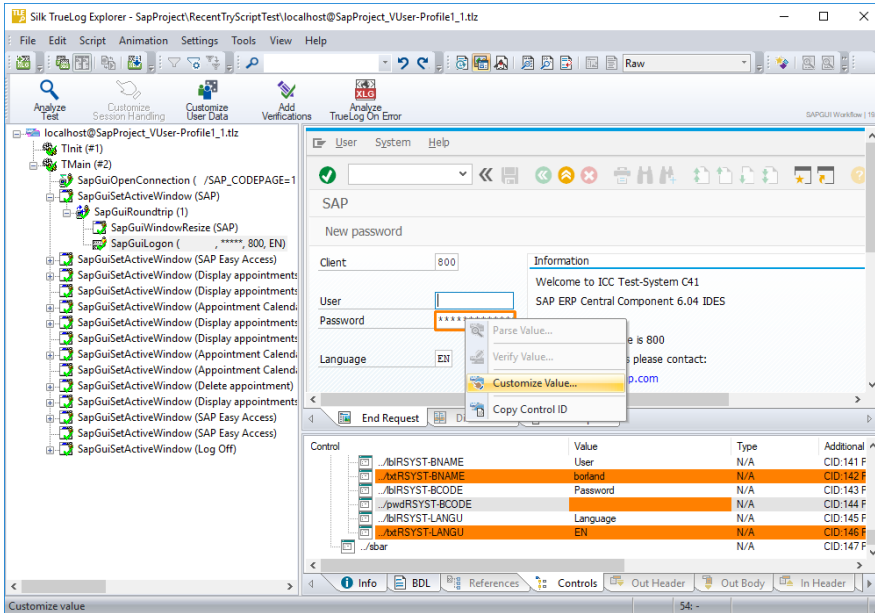 Silk TrueLog Explorer - SapProject\RecentTryScriptTest\localhost@SapProject_VUser-Profile1_1.tlz
File Edit Script Animation Settings Tools View Help
Raw
Analyze Test
Customize Session Handling
Customize User Data
Add Verifications
XLG
Analyze TrueLog On Error
SAPGUI Workflow | 19
localhost@SapProject_VUser-Profile1_1.tlz
TInit (#1)
TMain (#2)
SapGuiOpenConnection ( /SAP_CODEPAGE=1
SapGuiSetActiveWindow (SAP)
SapGuiRoundtrip (1)
SapGuiWindowResize (SAP)
SapGuiLogon ( , *****, 800, EN)
SapGuiSetActiveWindow (SAP Easy Access)
SapGuiSetActiveWindow (Display appointments
SapGuiSetActiveWindow (Display appointments
SapGuiSetActiveWindow (Appointment Calenda
SapGuiSetActiveWindow (Display appointments
SapGuiSetActiveWindow (Display appointments
SapGuiSetActiveWindow (Appointment Calenda
SapGuiSetActiveWindow (Appointment Calenda
SapGuiSetActiveWindow (Delete appointment)
SapGuiSetActiveWindow (Display appointments
SapGuiSetActiveWindow (SAP Easy Access)
SapGuiSetActiveWindow (SAP Easy Access)
SapGuiSetActiveWindow (Log Off)
User System Help
SAP
New password
Client 800
User
Password ************
Language EN
Information
Welcome to ICC Test-System C41
SAP ERP Central Component 6.04 IDES
e is 800
s please contact:
p.com
Parse Value...
Verify Value...
Customize Value...
Copy Control ID
End Request
Control Value Type Additional
../lblRSYST-BNAME User N/A CID:141 F
../txtRSYST-BNAME borland N/A CID:142 F
../lblRSYST-BCODE Password N/A CID:143 F
../pwdRSYST-BCODE N/A CID:144 F
../lblRSYST-LANGU Language N/A CID:145 F
../txtRSYST-LANGU EN N/A CID:146 F
../sbar N/A CID:147 F
Info BDL References Controls Out Header Out Body In Header
Customize value 54: -